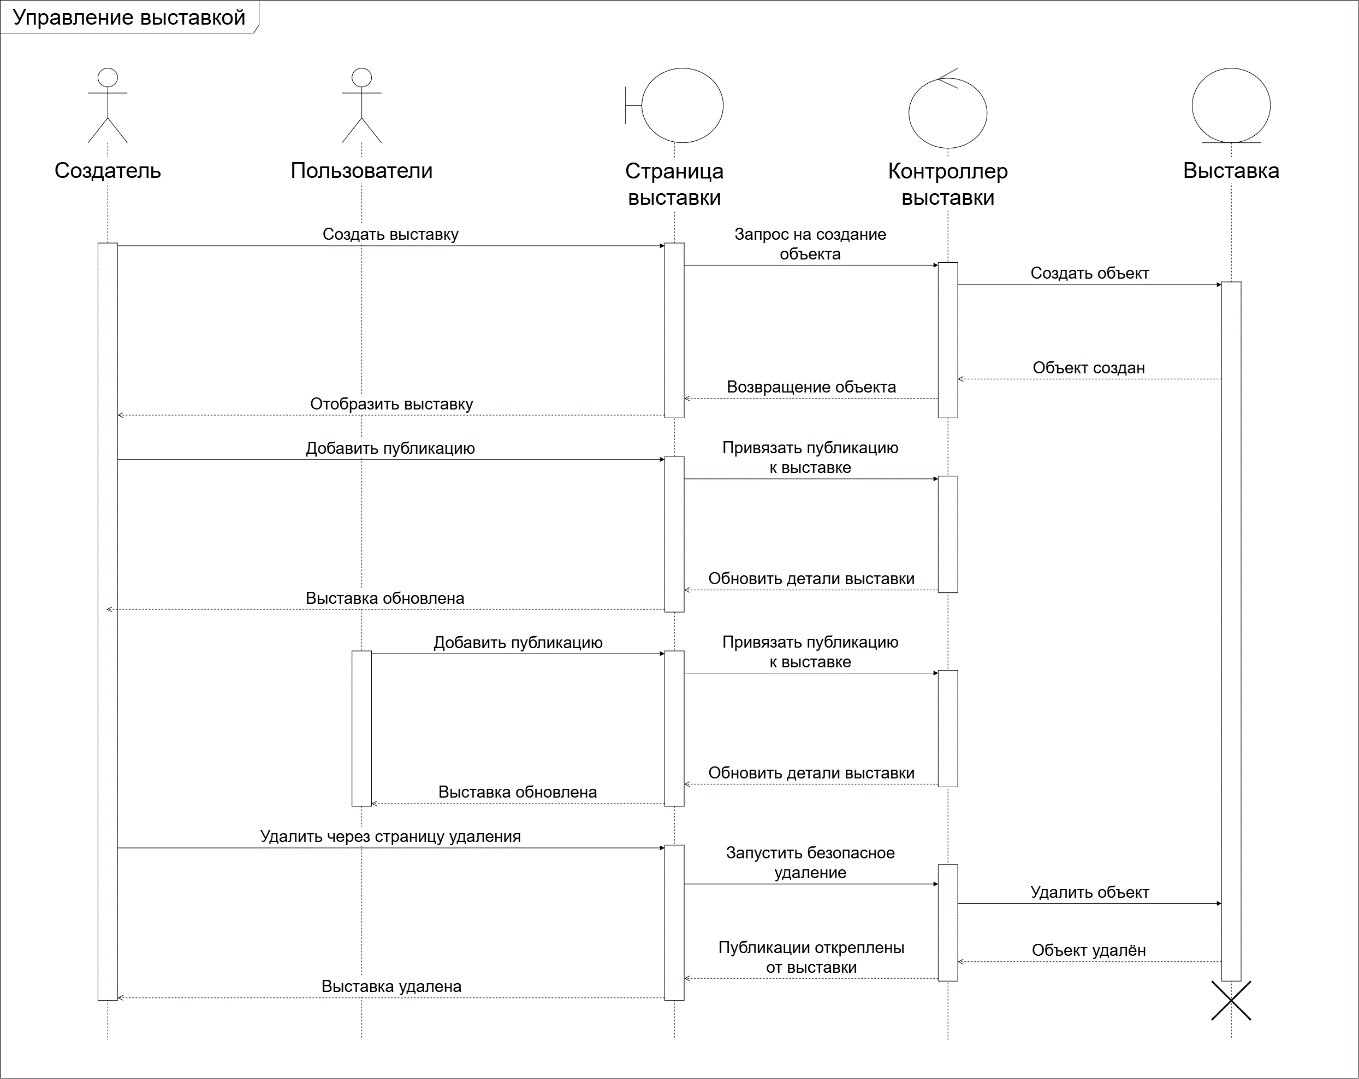 Управление выставкой
Создатель
Пользователи
Страница
выставки
Контроллер
выставки
Выставка
Создать выставку
Запрос на создание
объекта
Создать объект
Объект создан
Возвращение объекта
Отобразить выставку
Добавить публикацию
Привязать публикацию
к выставке
Обновить детали выставки
Выставка обновлена
Добавить публикацию
Привязать публикацию
к выставке
Обновить детали выставки
Выставка обновлена
Удалить через страницу удаления
Запустить безопасное
удаление
Удалить объект
Объект удалён
Публикации откреплены
от выставки
Выставка удалена